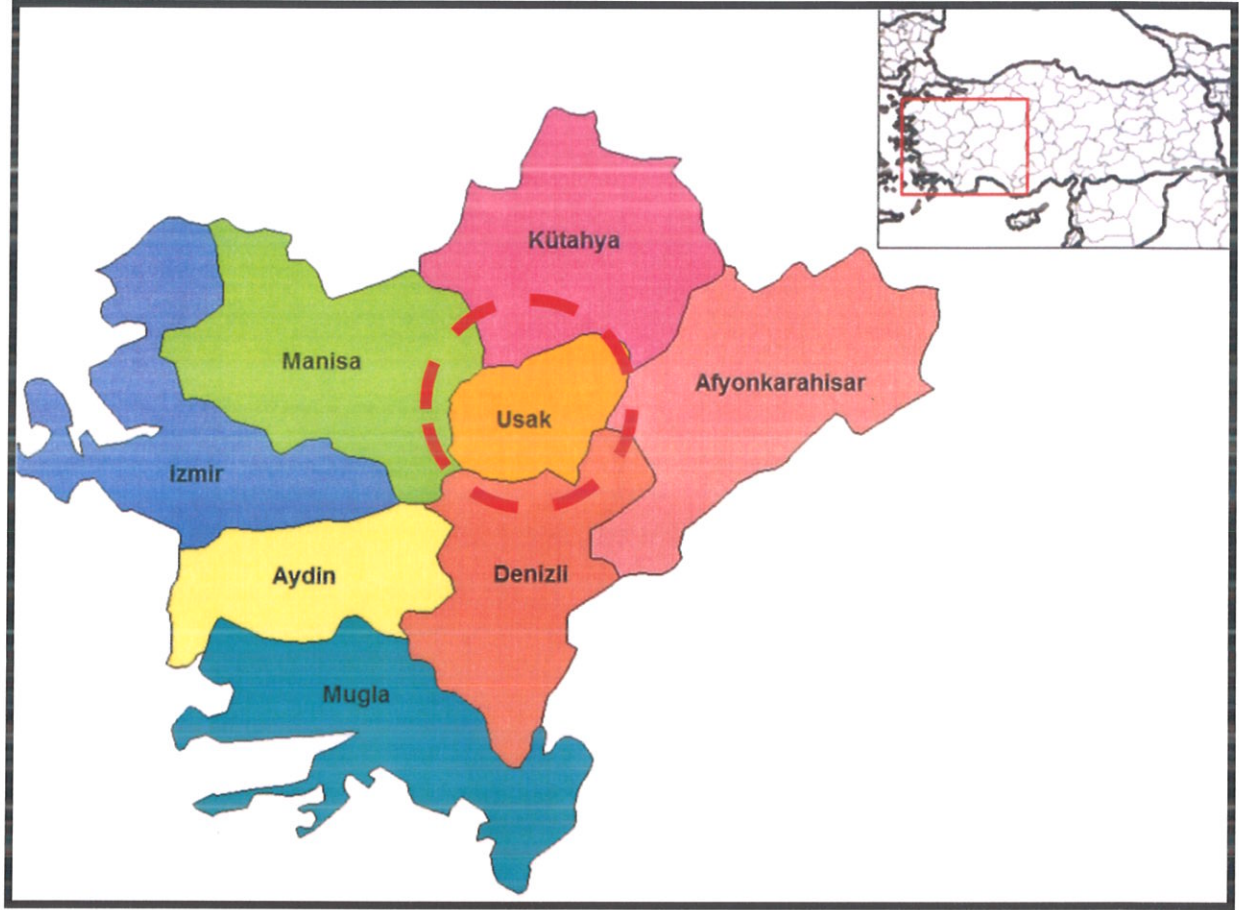 Kütahya
Manisa
Afyonkarahisar
Usak
izmir
Aydin
Denizli
Mugla